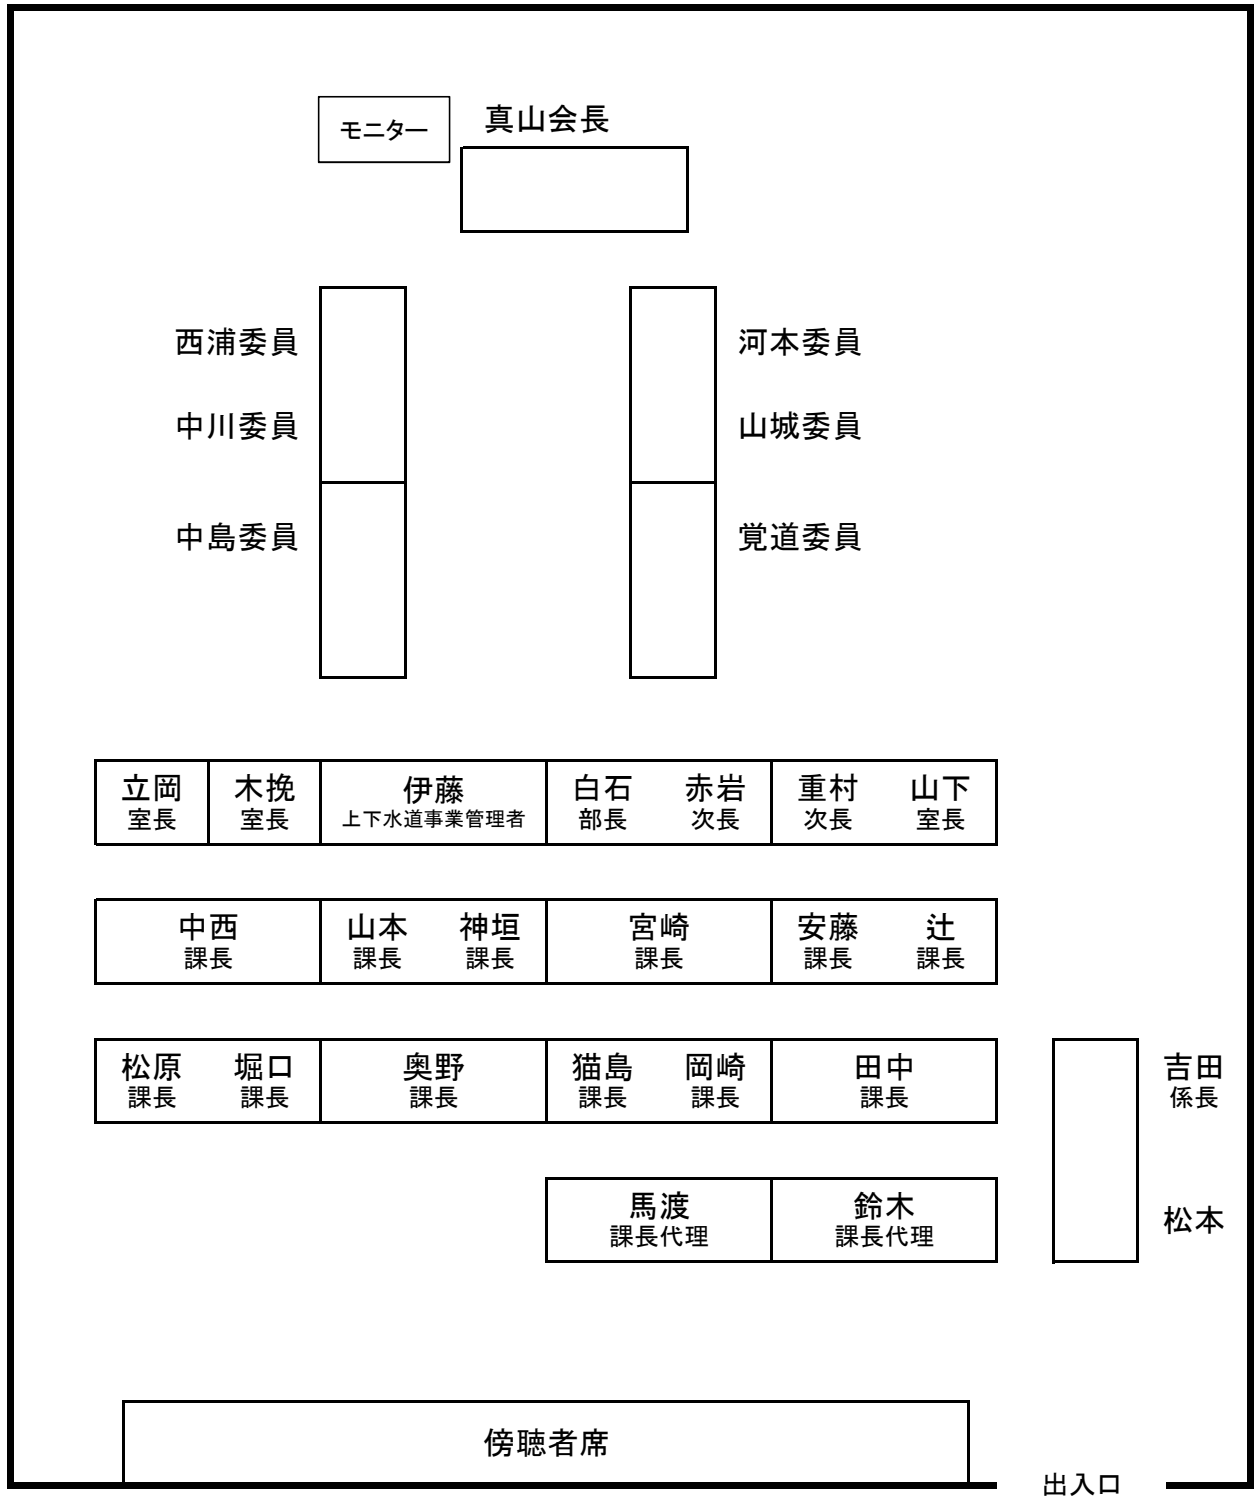 モニター
真山会長
西浦委員
河本委員
中川委員
山城委員
中島委員
覚道委員
立岡 木挽 伊藤 白石 赤岩 重村 山下
室長 室長 上下水道事業管理者 部長 次長 次長 室長
中西 山本 神垣 宮崎 安藤 辻
課長 課長 課長 課長 課長 課長
松原 堀口 奥野 猫島 岡崎 田中 吉田
課長 課長 課長 課長 課長 課長 係長
馬渡 鈴木 松本
課長代理 課長代理
傍聴者席
出入口